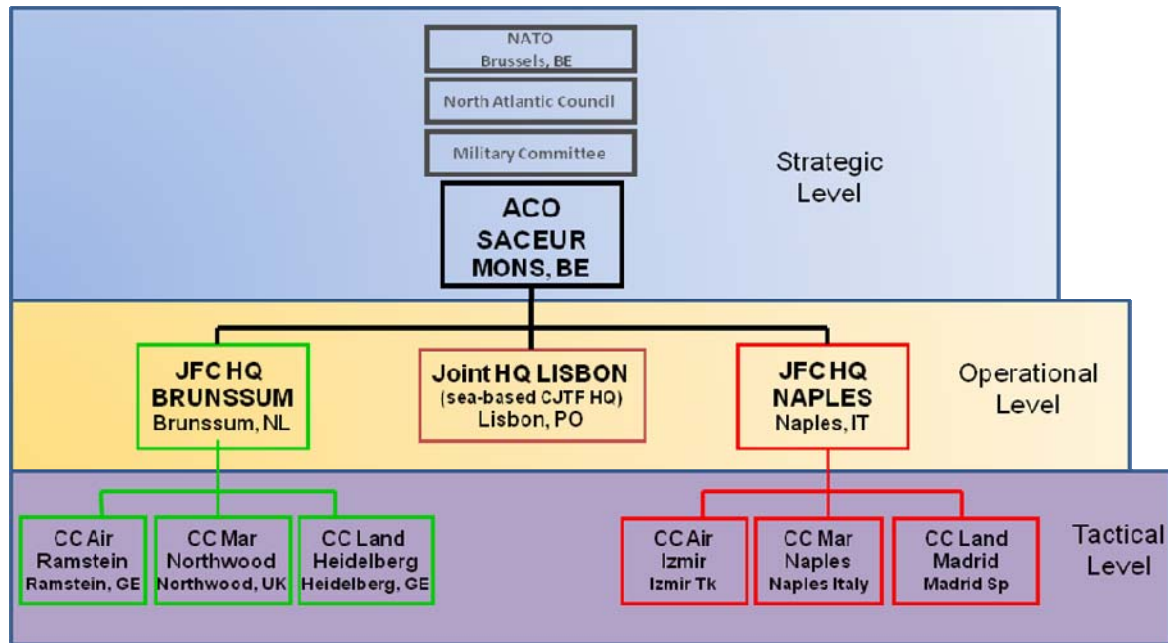 NATO
Brussels, BE
North Atlantic Council
Military Committee
ACO
SACEUR
MONS, BE
Strategic
Level
JFC HQ
BRUNSSUM
Brunssum, NL
Joint HQ LISBON
(sea-based CJTF HQ)
Lisbon, PO
JFC HQ
NAPLES
Naples, IT
Operational
Level
CC Air
Ramstein
Ramstein, GE
CC Mar
Northwood
Northwood, UK
CC Land
Heidelberg
Heidelberg, GE
CC Air
Izmir
Izmir Tk
CC Mar
Naples
Naples Italy
CC Land
Madrid
Madrid Sp
Tactical
Level